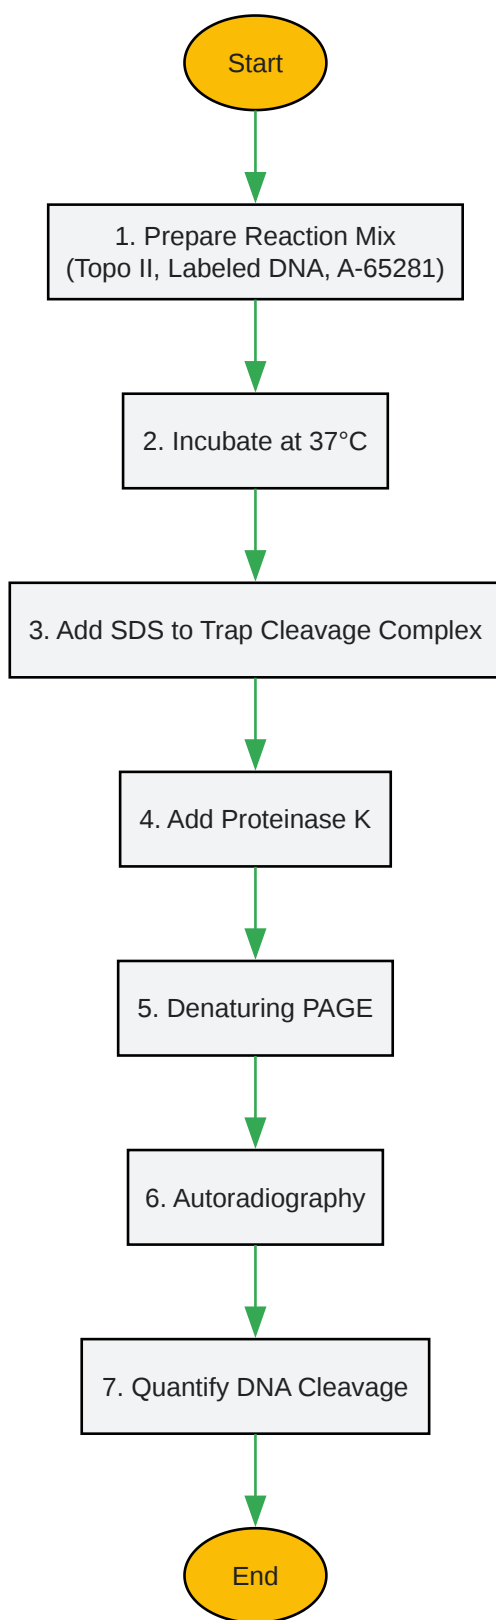 Start
1. Prepare Reaction Mix
(Topo II, Labeled DNA, A-65281)
2. Incubate at 37°C
3. Add SDS to Trap Cleavage Complex
4. Add Proteinase K
5. Denaturing PAGE
6. Autoradiography
7. Quantify DNA Cleavage
End